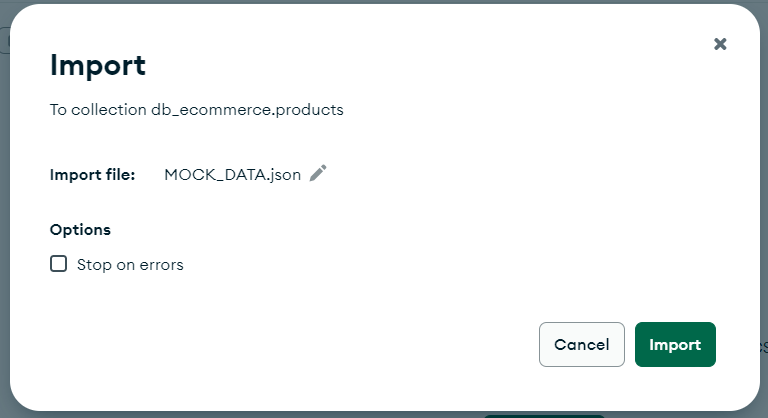 Import
To collection db_ecommerce.products
Import file: MOCK_DATA.json
Options
Stop on errors
Cancel Import